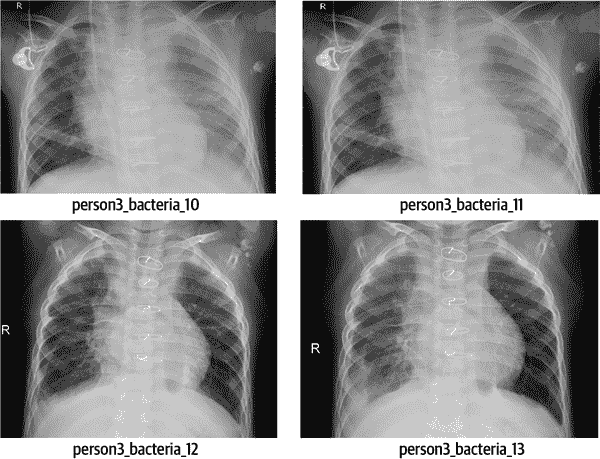 R
R
person3_bacteria_10
person3_bacteria_11
R
R
person3_bacteria_12
person3_bacteria_13